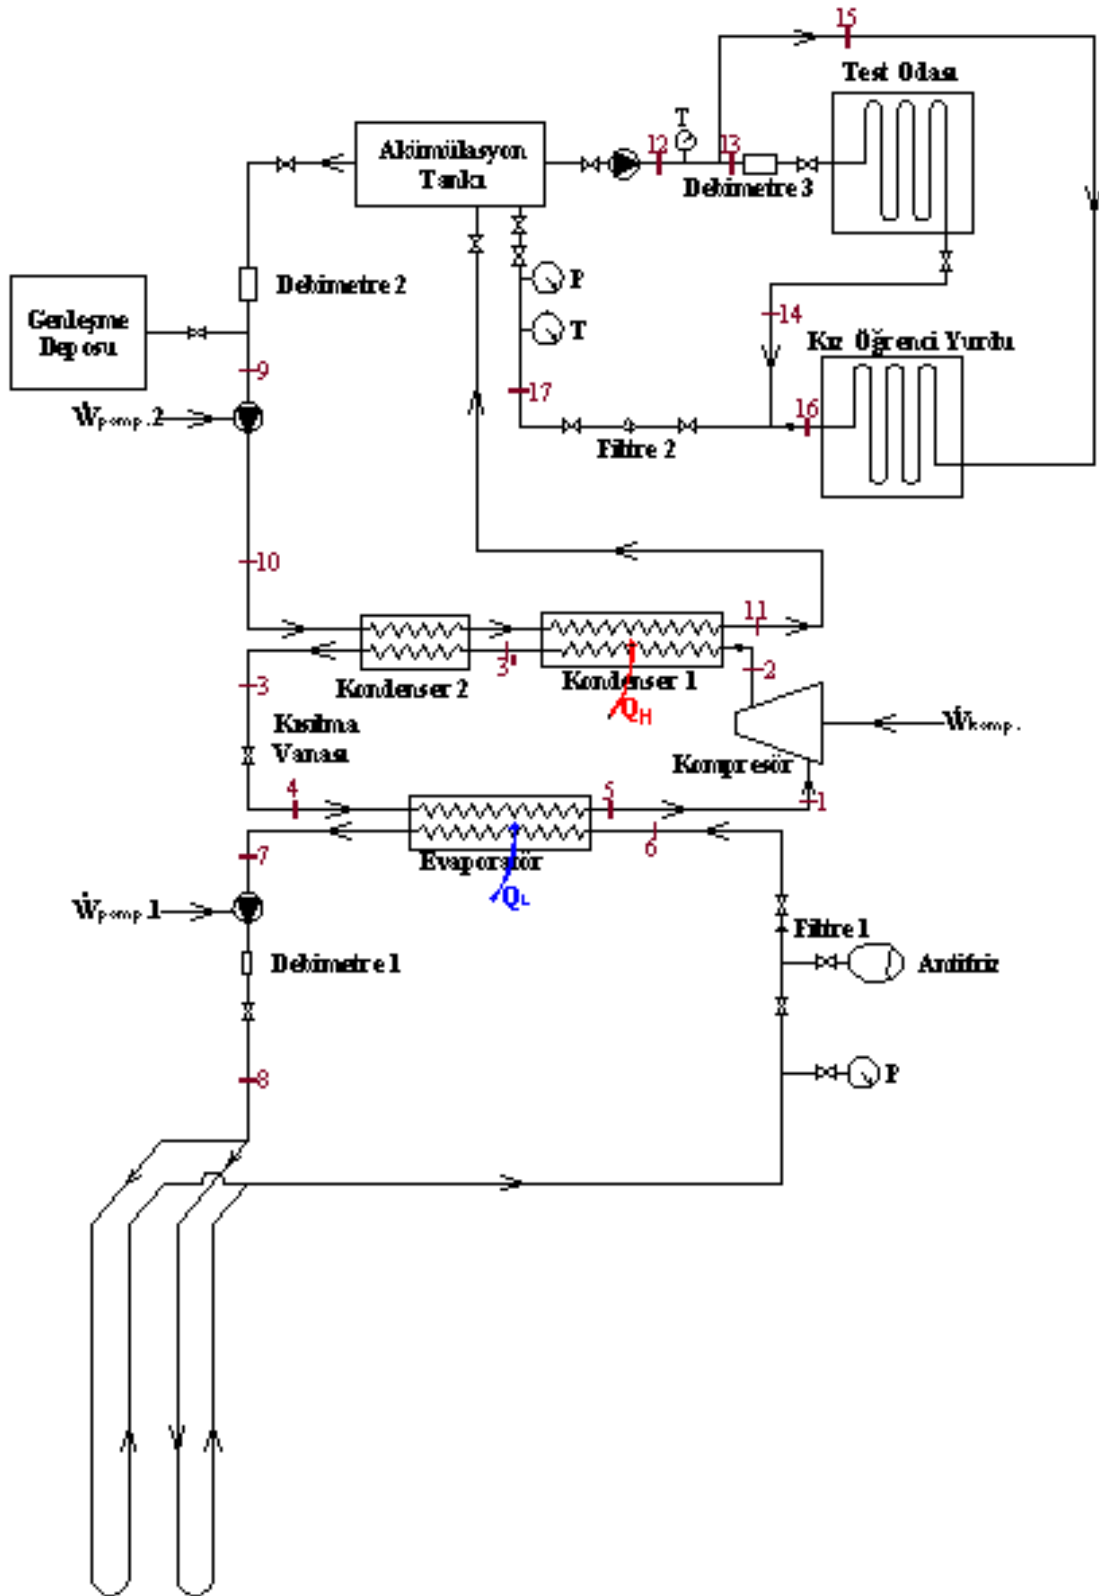 15
Test Odası
T
12
13
Akümülasyon
Tankı
Debimetre 3
Debimetre 2
P
Genleşme
Deposu
T
14
Kız Öğrenci Yurdu
9
17
16
Ẇpomp.2
Filtre 2
10
11
3'
2
Kondenser 2
Kondenser 1
3
QH
Kısılma
Vanası
Ẇkomp.
Kompresör
4
5
1
6
7
Evaporatör
QL
Ẇpomp.1
Filtre 1
Debimetre 1
Antifriz
8
P